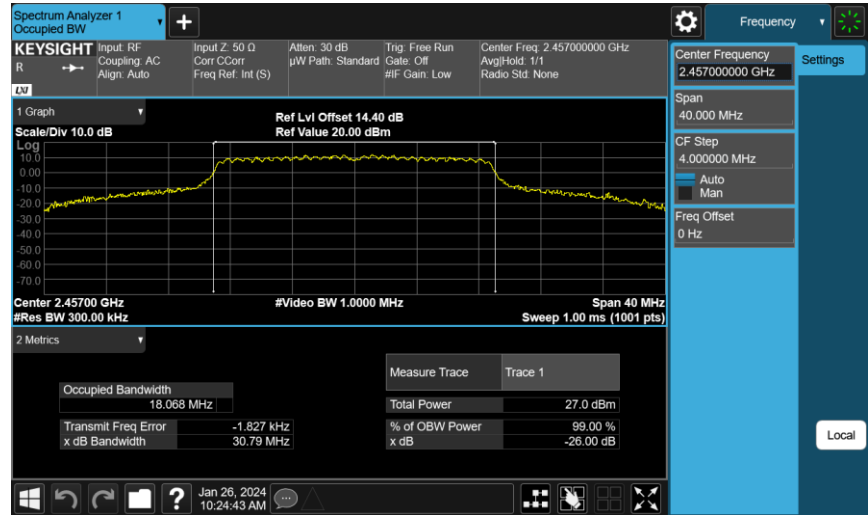 Spectrum Analyzer 1
Occupied BW
Frequency
KEYSIGHT
R
LXI
Input: RF
Coupling: AC
Align: Auto
Input Z: 50 Ω
Corr CCorr
Freq Ref: Int (S)
Atten: 30 dB
µW Path: Standard
Trig: Free Run
Gate: Off
#IF Gain: Low
Center Freq: 2.457000000 GHz
Avg|Hold: 1/1
Radio Std: None
Center Frequency
2.457000000 GHz
Settings
Span
40.000 MHz
CF Step
4.000000 MHz
Auto
Man
Freq Offset
0 Hz
1 Graph
Scale/Div 10.0 dB
Ref Lvl Offset 14.40 dB
Ref Value 20.00 dBm
Log
10.0
0.00
-10.0
-20.0
-30.0
-40.0
-50.0
-60.0
-70.0
Center 2.45700 GHz
#Video BW 1.0000 MHz
Span 40 MHz
#Res BW 300.00 kHz
Sweep 1.00 ms (1001 pts)
2 Metrics
Measure Trace Trace 1
Occupied Bandwidth
18.068 MHz
Total Power 27.0 dBm
Transmit Freq Error -1.827 kHz
% of OBW Power 99.00 %
x dB Bandwidth 30.79 MHz
x dB -26.00 dB
Local
?
Jan 26, 2024
10:24:43 AM